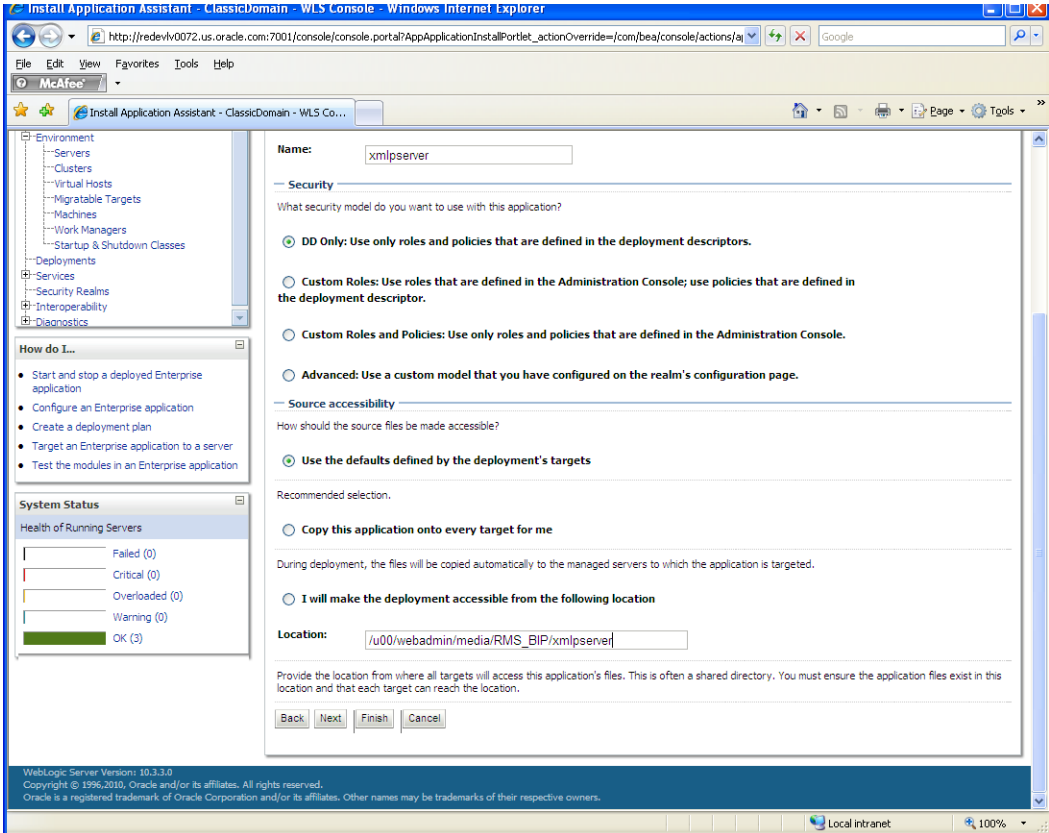 Install Application Assistant - ClassicDomain - WLS Console - Windows Internet Explorer
http://redevlv0072.us.oracle.com:7001/console/console.portal?AppApplicationInstallPortlet_actionOverride=/com/bea/console/actions/a
Google
File Edit View Favorites Tools Help
McAfee
Install Application Assistant - ClassicDomain - WLS Co...
Page Tools »
Environment
Servers
Clusters
Virtual Hosts
Migratable Targets
Machines
Work Managers
Startup & Shutdown Classes
Deployments
Services
Security Realms
Interoperability
Diagnostics
How do I...
Start and stop a deployed Enterprise
application
Configure an Enterprise application
Create a deployment plan
Target an Enterprise application to a server
Test the modules in an Enterprise application
System Status
Health of Running Servers
Failed (0)
Critical (0)
Overloaded (0)
Warning (0)
OK (3)
Name: xmlpserver
Security
What security model do you want to use with this application?
DD Only: Use only roles and policies that are defined in the deployment descriptors.
Custom Roles: Use roles that are defined in the Administration Console; use policies that are defined in
the deployment descriptor.
Custom Roles and Policies: Use only roles and policies that are defined in the Administration Console.
Advanced: Use a custom model that you have configured on the realm's configuration page.
Source accessibility
How should the source files be made accessible?
Use the defaults defined by the deployment's targets
Recommended selection.
Copy this application onto every target for me
During deployment, the files will be copied automatically to the managed servers to which the application is targeted.
I will make the deployment accessible from the following location
Location: /u00/webadmin/media/RMS_BIP/xmlpserver
Provide the location from where all targets will access this application's files. This is often a shared directory. You must ensure the application files exist in this
location and that each target can reach the location.
Back Next Finish Cancel
WebLogic Server Version: 10.3.3.0
Copyright © 1996,2010, Oracle and/or its affiliates. All rights reserved.
Oracle is a registered trademark of Oracle Corporation and/or its affiliates. Other names may be trademarks of their respective owners.
Local intranet 100%